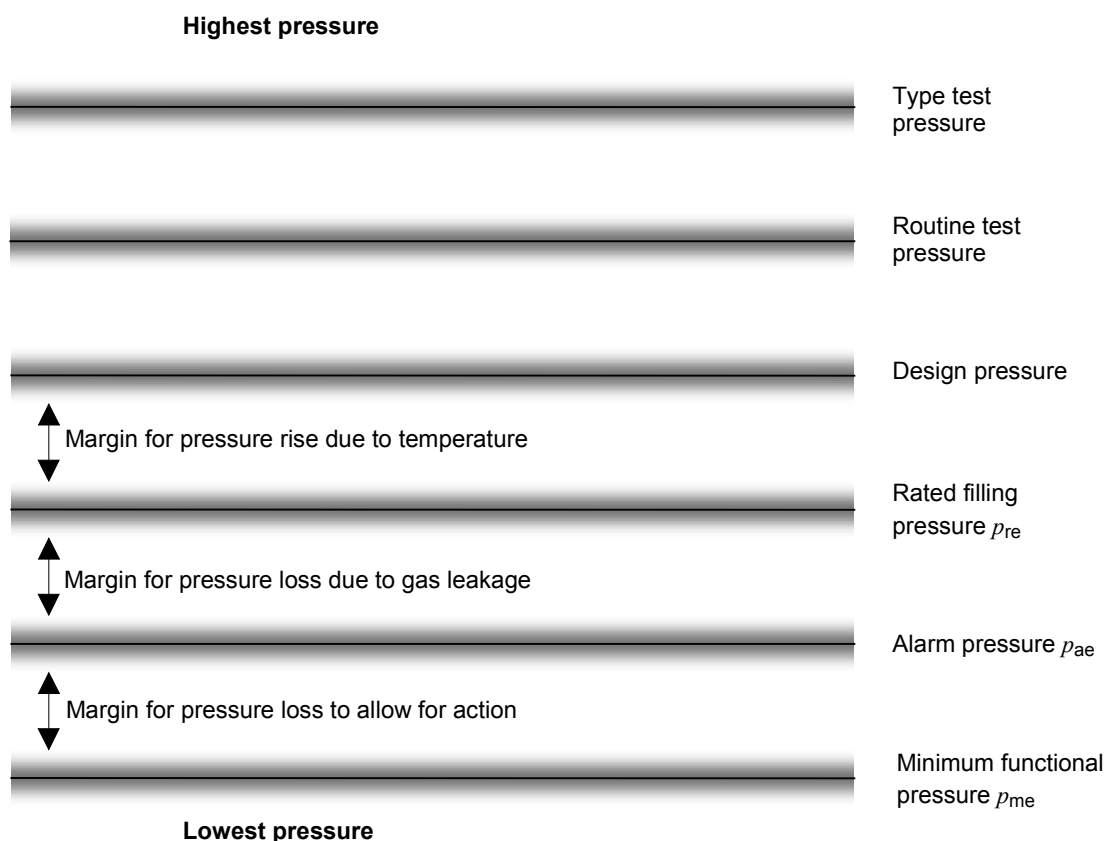 Highest pressure
Type test
pressure
Routine test
pressure
Design pressure
Margin for pressure rise due to temperature
Rated filling
pressure pre
Margin for pressure loss due to gas leakage
Alarm pressure pae
Margin for pressure loss to allow for action
Minimum functional
pressure pme
Lowest pressure